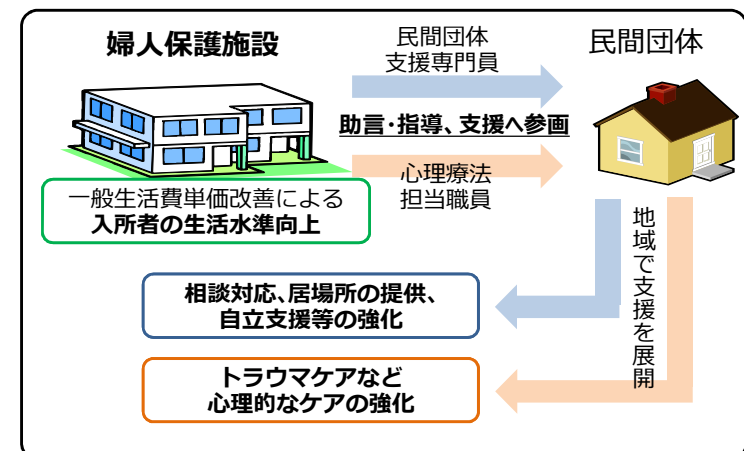 婦人保護施設
民間団体
支援専門員
民間団体
助言・指導、支援へ参画
心理療法
担当職員
一般生活費単価改善による
入所者の生活水準向上
地域で支援を展開
相談対応、居場所の提供、
自立支援等の強化
トラウマケアなど
心理的なケアの強化